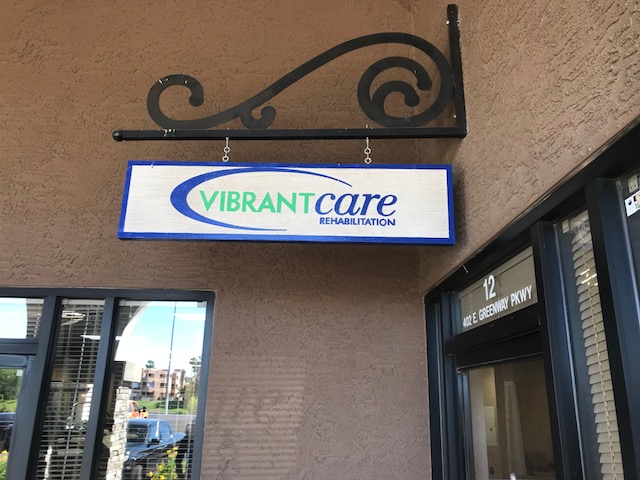 VIBRANTcare
REHABILITATION
12
402 E. GREENWAY PKWY